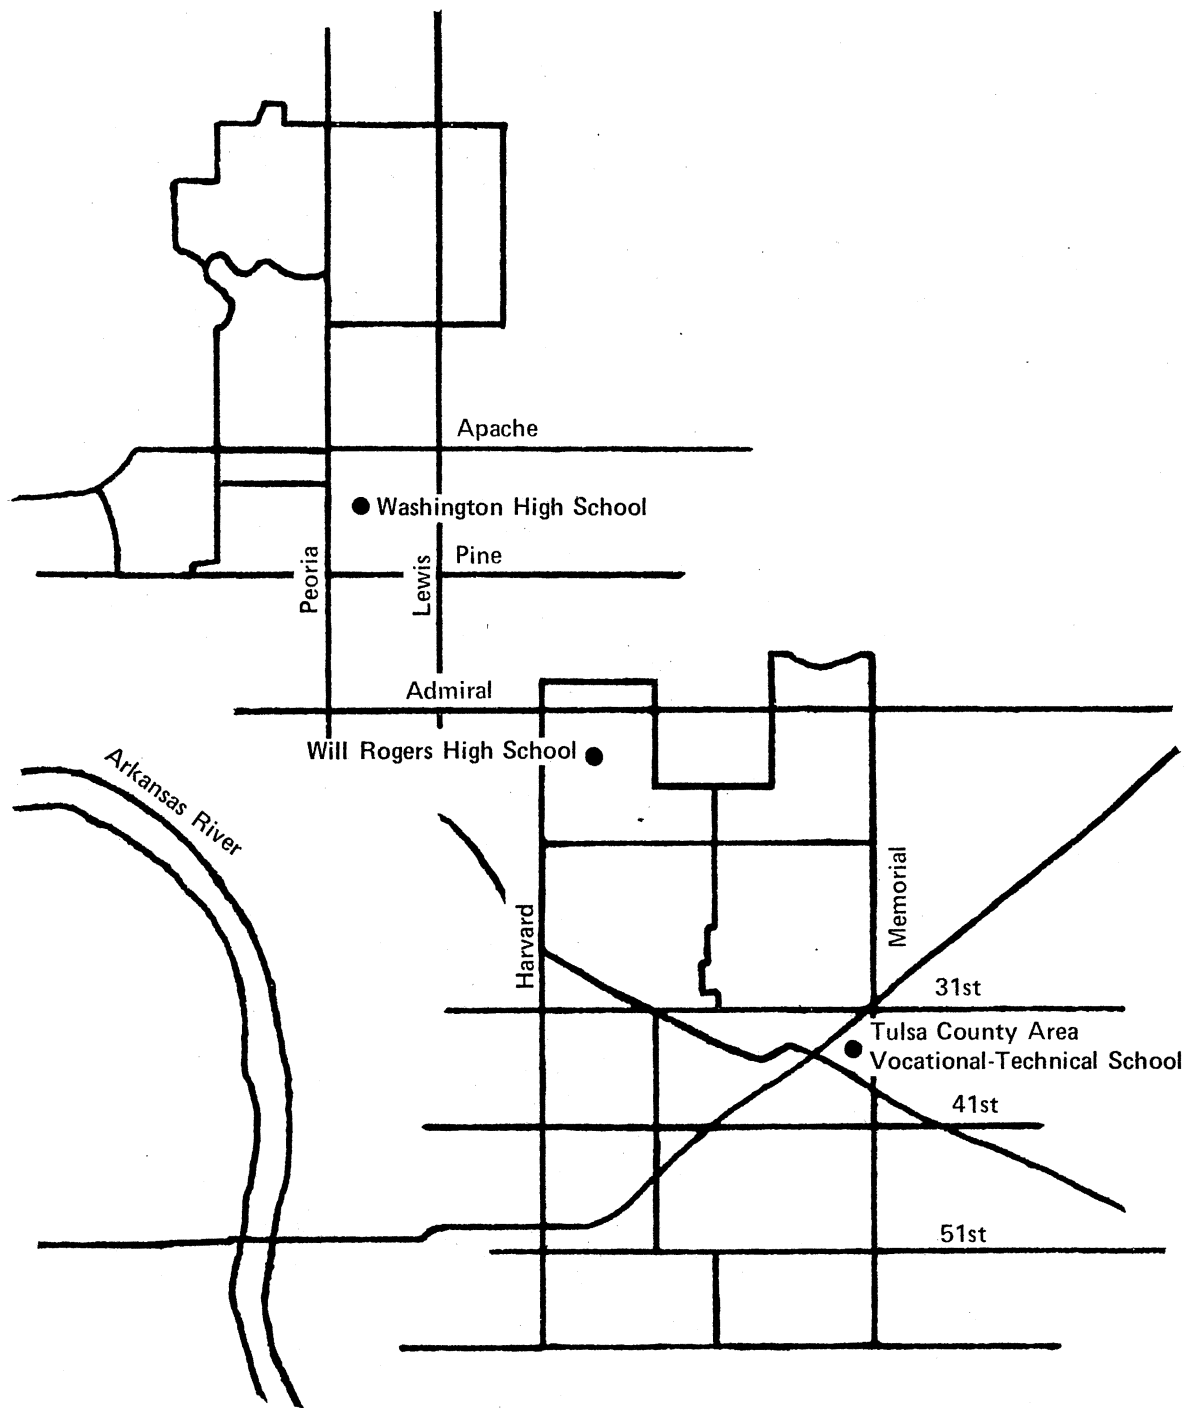 Apache
Washington High School
Pine
Peoria
Lewis
Admiral
Will Rogers High School
Arkansas River
Harvard
Memorial
31st
Tulsa County Area
Vocational-Technical School
41st
51st